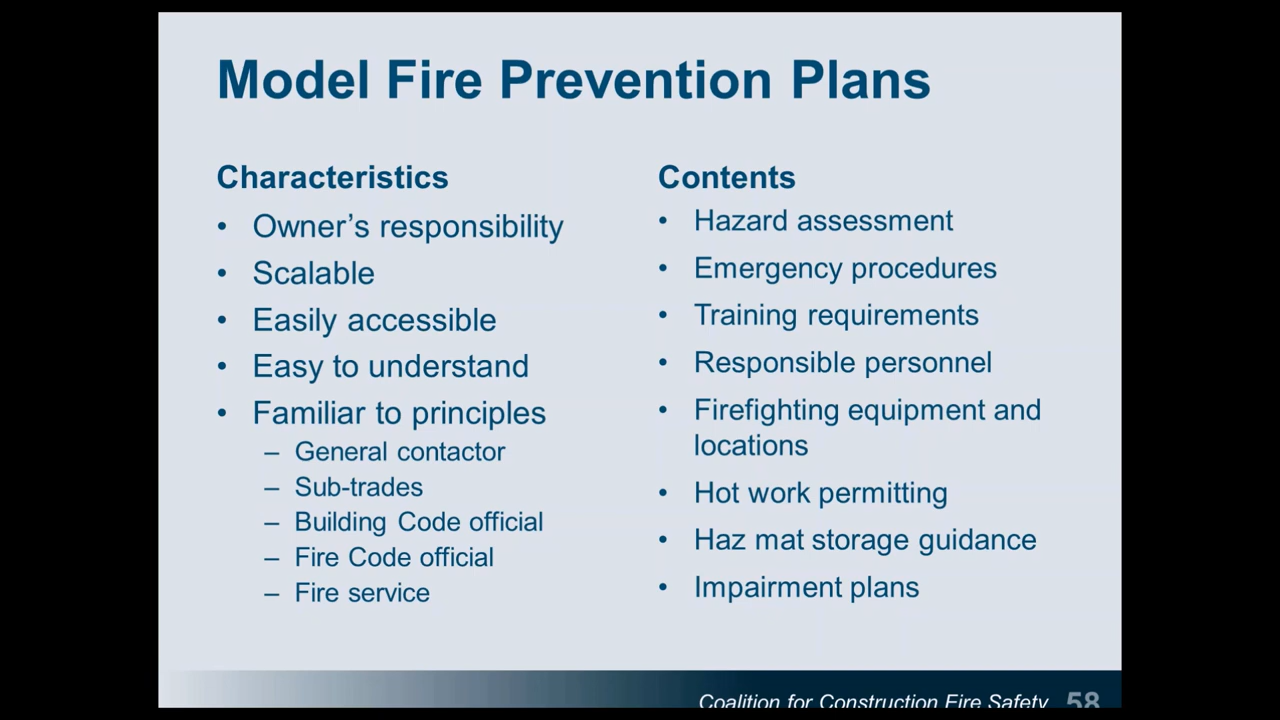 Model Fire Prevention Plans
Characteristics
• Owner’s responsibility
• Scalable
• Easily accessible
• Easy to understand
• Familiar to principles
– General contactor
– Sub-trades
– Building Code official
– Fire Code official
– Fire service
Contents
• Hazard assessment
• Emergency procedures
• Training requirements
• Responsible personnel
• Firefighting equipment and
locations
• Hot work permitting
• Haz mat storage guidance
• Impairment plans
Coalition for Construction Fire Safety 58